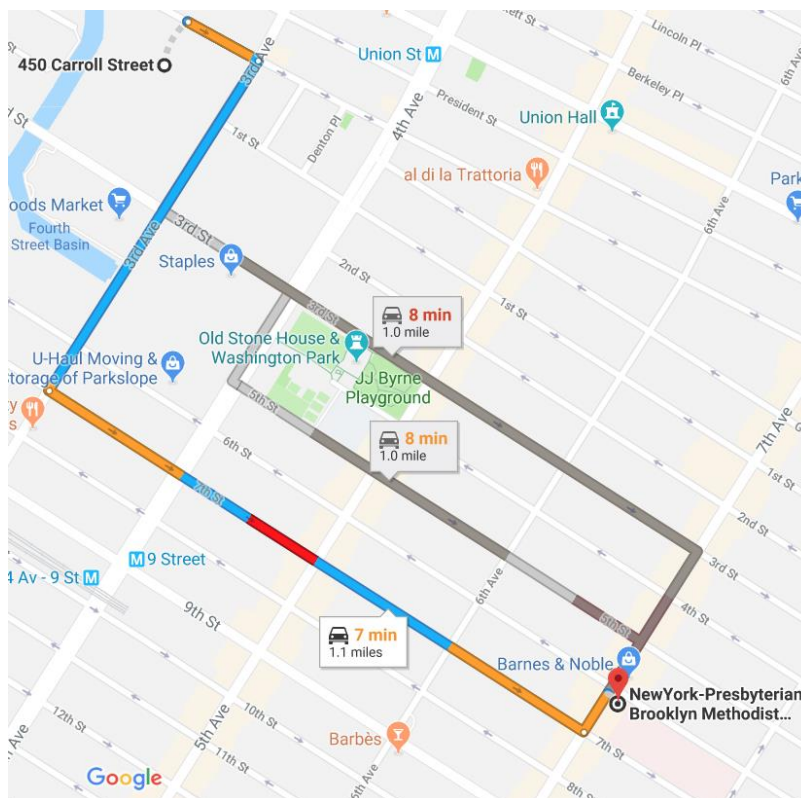 450 Carroll Street
3rd Ave
Union St M
Lincoln Pl
Berkeley Pl
6th Ave
President St
4th Ave
Union Hall
1st St
Denton Pl
al di la Trattoria
Park
6th Ave
oods Market
Fourth
Street Basin
3rd Ave
3rd St
Staples
2nd St
1st St
3rd St
8 min
1.0 mile
Old Stone House &
Washington Park
JJ Byrne
Playground
U-Haul Moving &
torage of Parkslope
5th St
7th Ave
8 min
1.0 mile
6th St
1st St
2nd St
7th St
3rd St
M 9 Street
4 Av - 9 St M
6th Ave
4th St
9th St
5th St
7 min
1.1 miles
Barnes & Noble
NewYork-Presbyterian
Brooklyn Methodist...
12th St
10th St
5th Ave
Barbès
7th St
11th St
6th Ave
8th St
Google